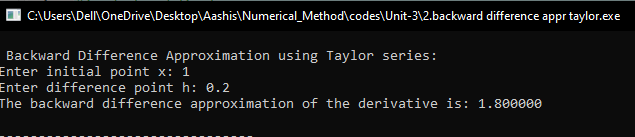 C:\Users\Dell\OneDrive\Desktop\Aashis\Numerical_Method\codes\Unit-3\2.backward difference appr taylor.exe
Backward Difference Approximation using Taylor series:
Enter initial point x: 1
Enter difference point h: 0.2
The backward difference approximation of the derivative is: 1.800000
--------------------------------